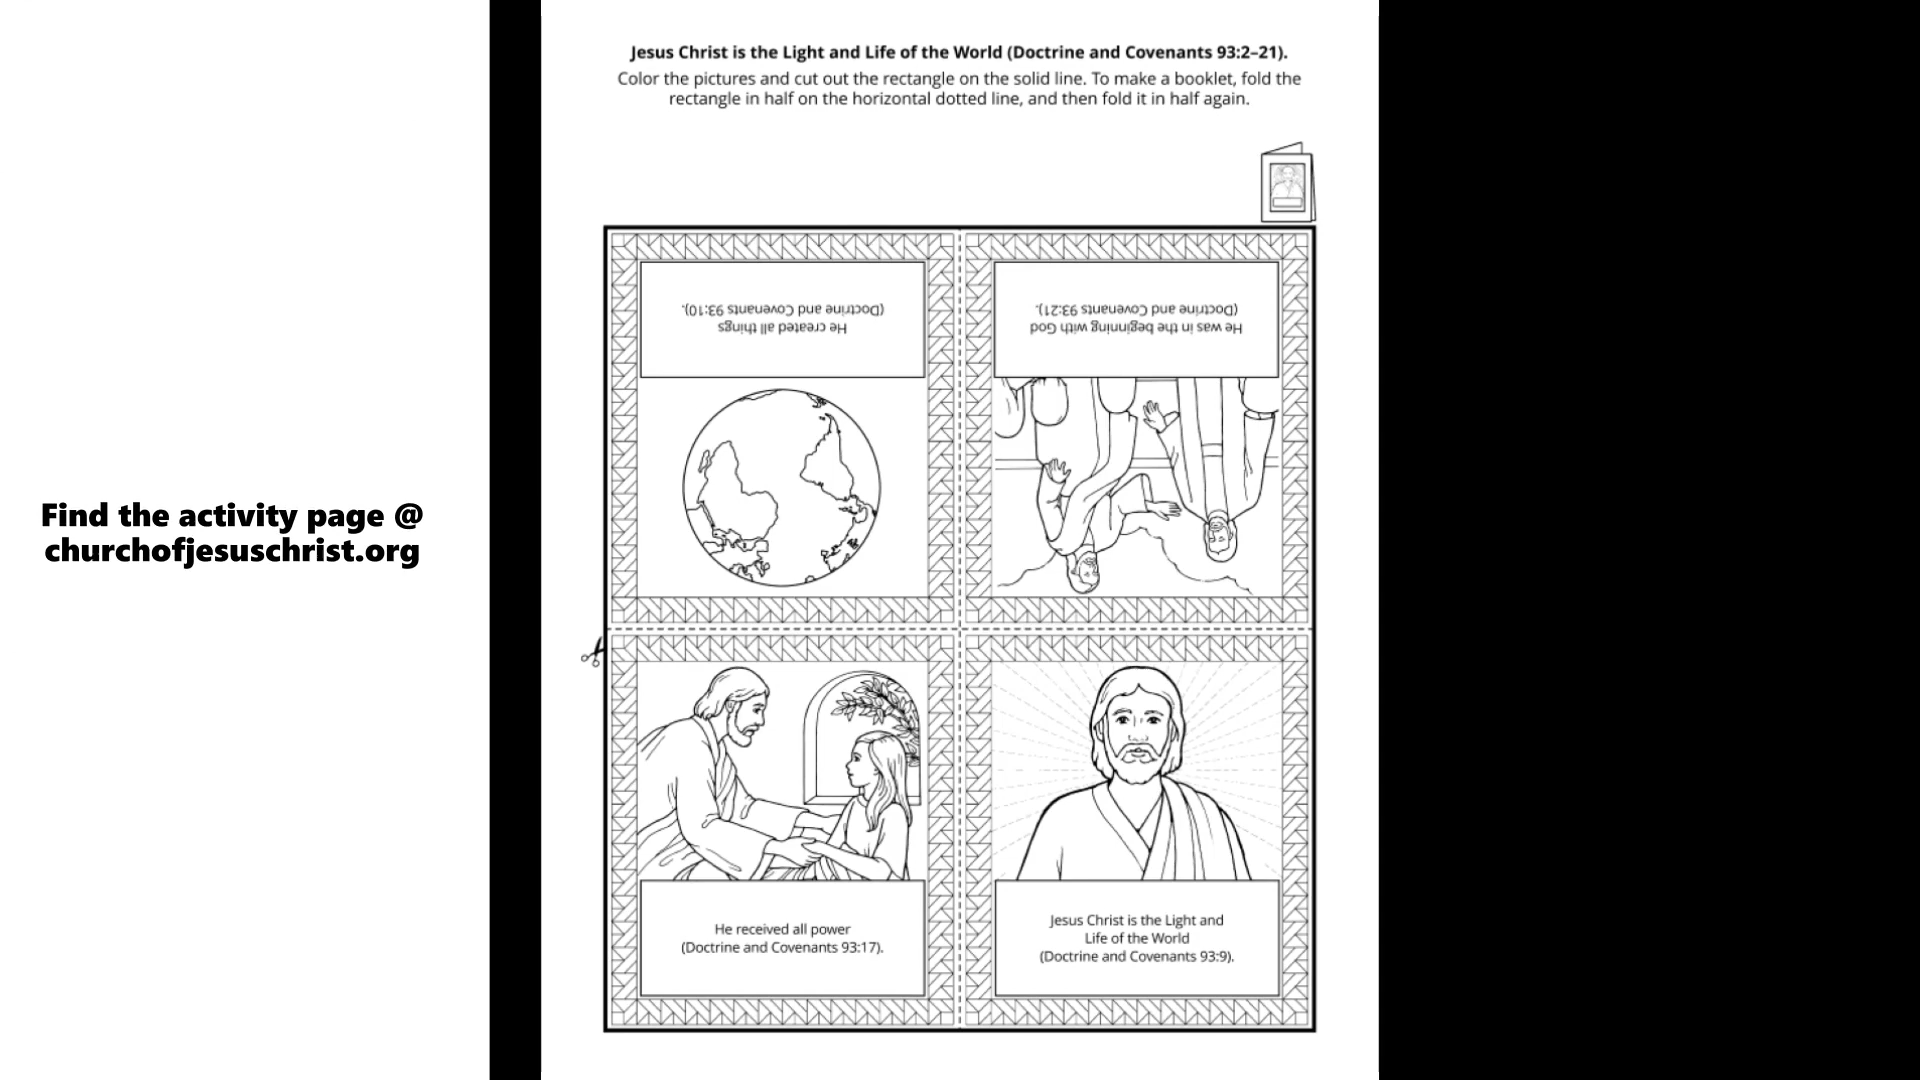 Jesus Christ is the Light and Life of the World (Doctrine and Covenants 93:2–21).
Color the pictures and cut out the rectangle on the solid line. To make a booklet, fold the
rectangle in half on the horizontal dotted line, and then fold it in half again.
Find the activity page @
churchofjesuschrist.org
He created all things
(Doctrine and Covenants 93:10).
He was in the beginning with God
(Doctrine and Covenants 93:21).
He received all power
(Doctrine and Covenants 93:17).
Jesus Christ is the Light and
Life of the World
(Doctrine and Covenants 93:9).